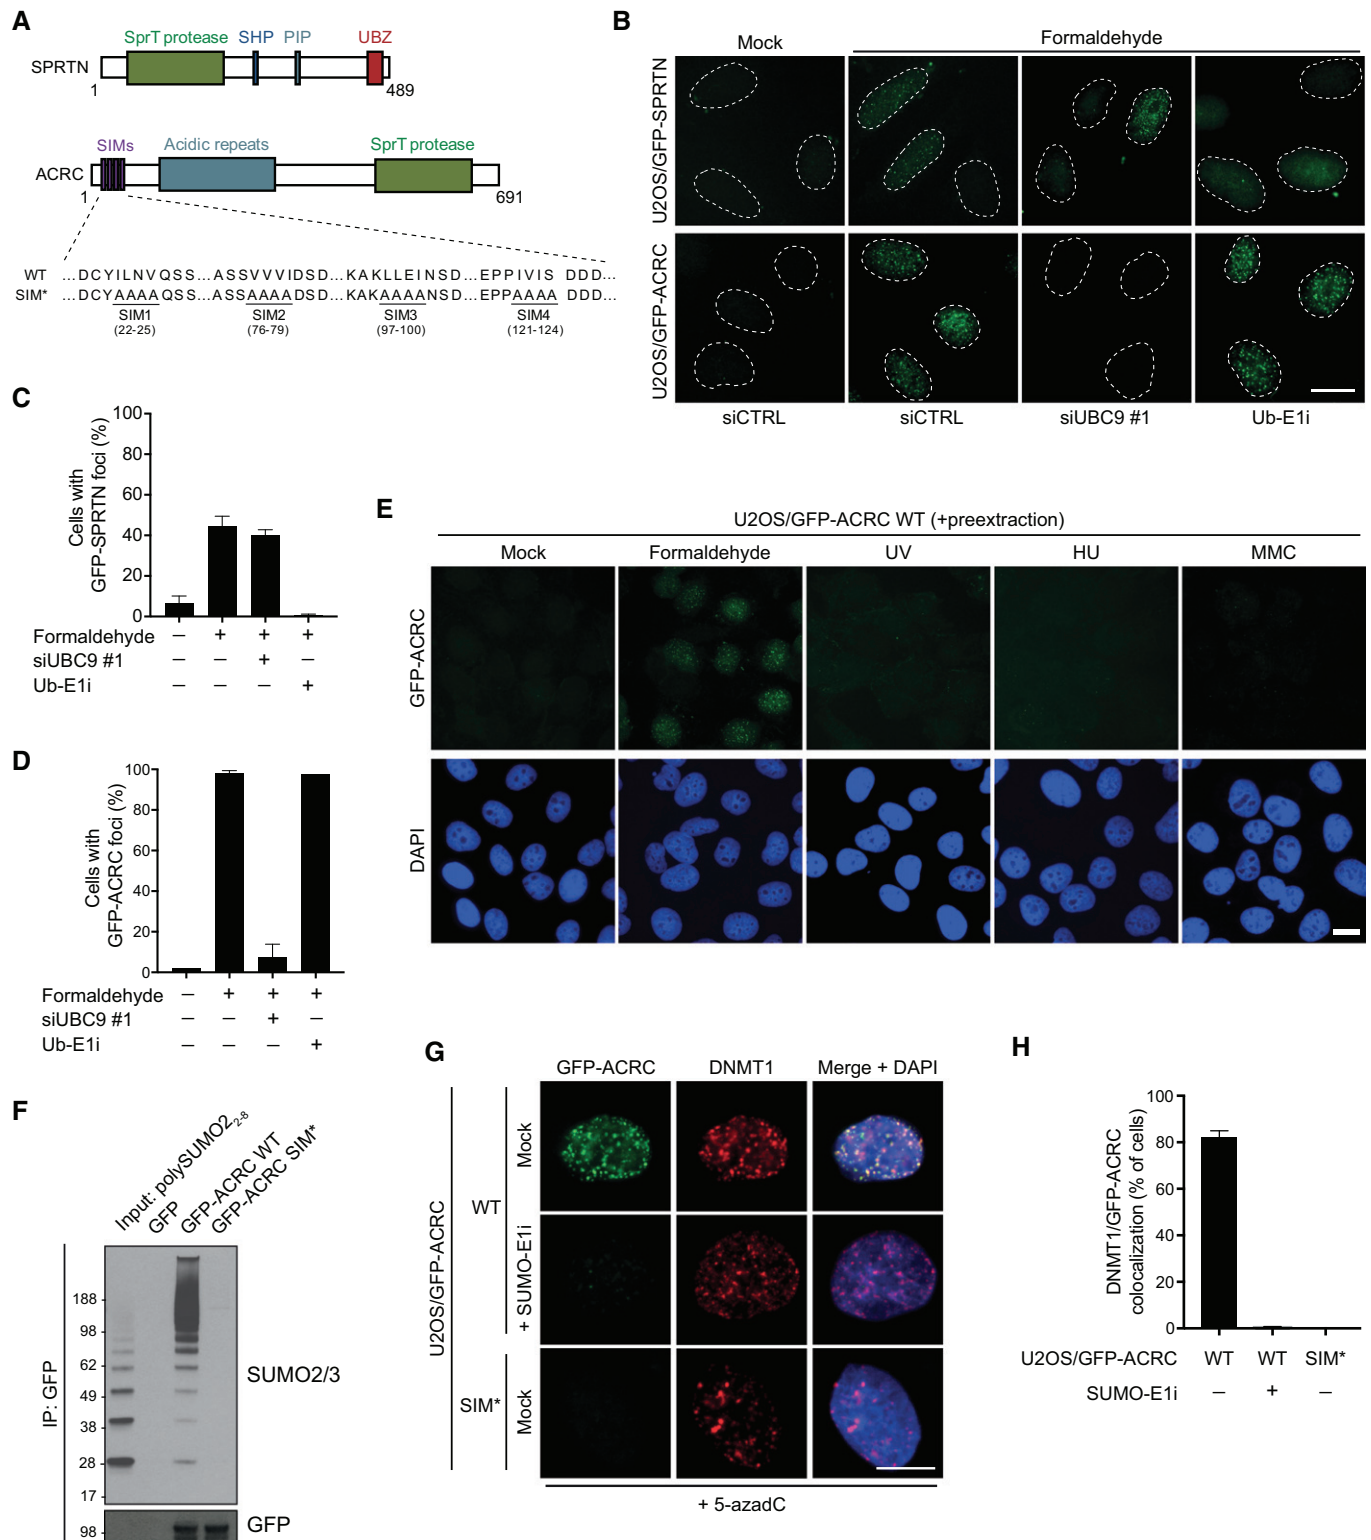 A
SprT protease SHP PIP UBZ
SPRTN
1 489
SIMs Acidic repeats SprT protease
ACRC
1 691
WT ...DCYILNVQSS...ASSVVVIDSD...KAKLLEINSD...EPPIVIS DDD...
SIM* ...DCYAAAAQSS...ASSAAAADSD...KAKAAAANSD...EPPAAAA DDD...
SIM1 SIM2 SIM3 SIM4
(22-25) (76-79) (97-100) (121-124)
B
Mock Formaldehyde
U2OS/GFP-SPRTN
U2OS/GFP-ACRC
siCTRL siCTRL siUBC9 #1 Ub-E1i
C
Cells with
GFP-SPRTN foci (%)
100
80
60
40
20
0
Formaldehyde – + + +
siUBC9 #1 – – + –
Ub-E1i – – – +
D
Cells with
GFP-ACRC foci (%)
100
80
60
40
20
0
Formaldehyde – + + +
siUBC9 #1 – – + –
Ub-E1i – – – +
E
U2OS/GFP-ACRC WT (+preextraction)
Mock Formaldehyde UV HU MMC
GFP-ACRC
DAPI
F
Input: polySUMO2 2-8
GFP
GFP-ACRC WT
GFP-ACRC SIM*
IP: GFP
188
98
62
49
38
28
17
98
SUMO2/3
GFP
G
GFP-ACRC DNMT1 Merge + DAPI
U2OS/GFP-ACRC
WT
Mock
+ SUMO-E1i
SIM*
Mock
+ 5-azadC
H
DNMT1/GFP-ACRC
colocalization (% of cells)
100
80
60
40
20
0
U2OS/GFP-ACRC WT WT SIM*
SUMO-E1i – + –